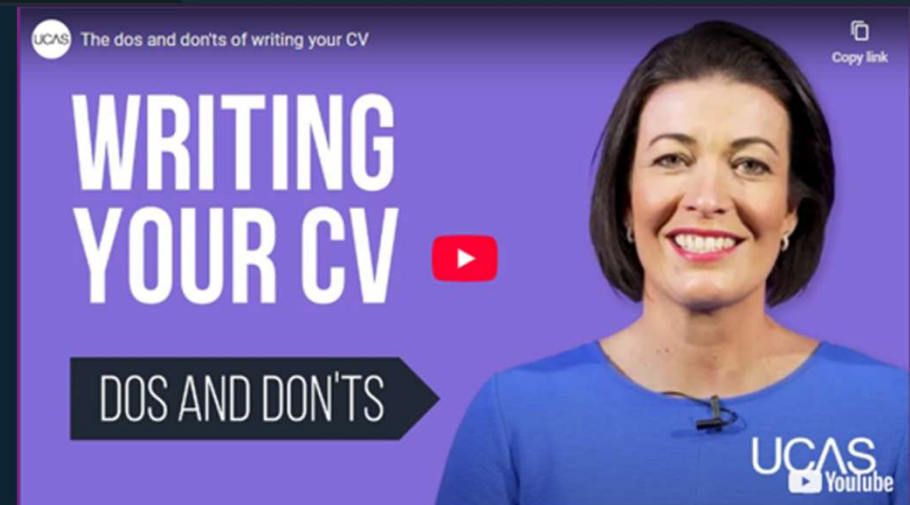 UCAS The dos and don'ts of writing your CV
Copy link
WRITING
YOUR CV
DOS AND DON'TS
UCAS
YouTube